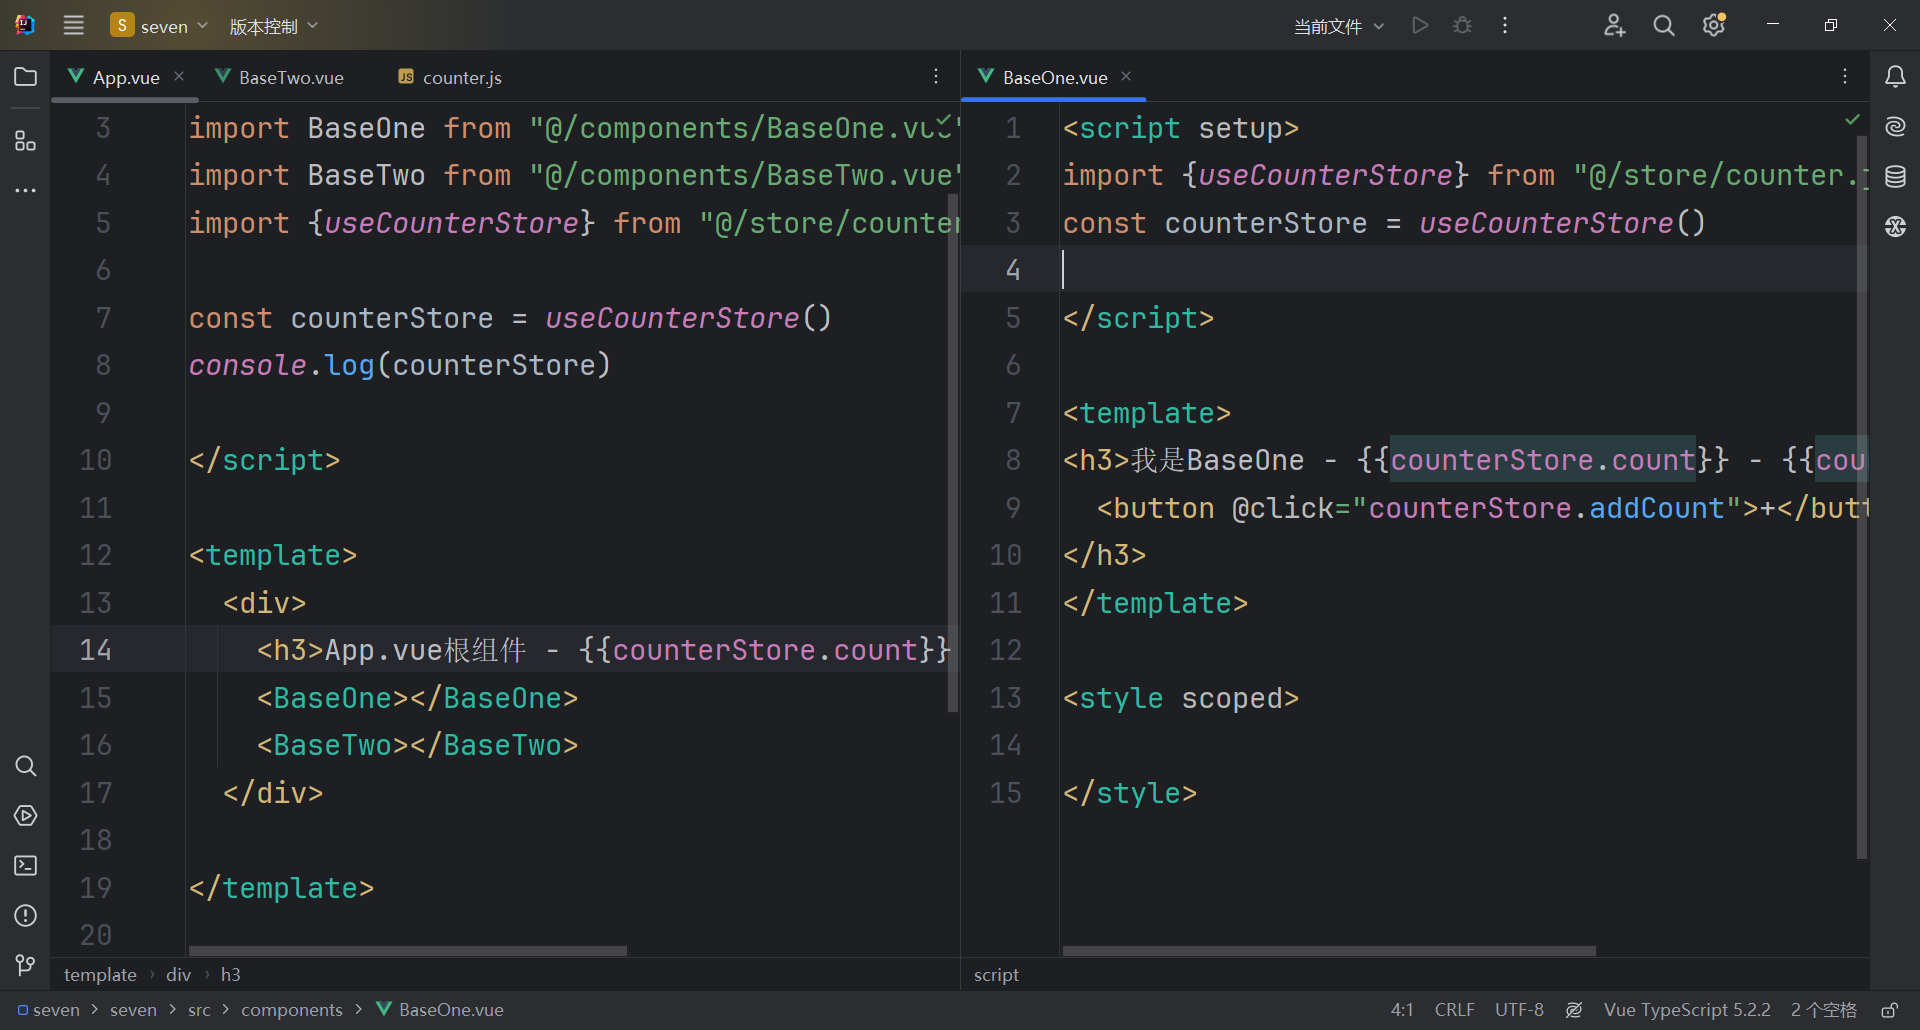 S seven 版本控制 当前文件
App.vue BaseTwo.vue JS counter.js
3 import BaseOne from "@/components/BaseOne.vue"
4 import BaseTwo from "@/components/BaseTwo.vue"
5 import {useCounterStore} from "@/store/counter
6
7 const counterStore = useCounterStore()
8 console.log(counterStore)
9
10 </script>
11
12 <template>
13 <div>
14 <h3>App.vue根组件 - {{counterStore.count}}
15 <BaseOne></BaseOne>
16 <BaseTwo></BaseTwo>
17 </div>
18
19 </template>
20
template › div › h3
BaseOne.vue
1 <script setup>
2 import {useCounterStore} from "@/store/counter.j
3 const counterStore = useCounterStore()
4
5 </script>
6
7 <template>
8 <h3>我是BaseOne - {{counterStore.count}} - {{cou
9 <button @click="counterStore.addCount">+</butt
10 </h3>
11 </template>
12
13 <style scoped>
14
15 </style>
script
seven > seven > src > components > BaseOne.vue 4:1 CRLF UTF-8 Vue TypeScript 5.2.2 2 个空格